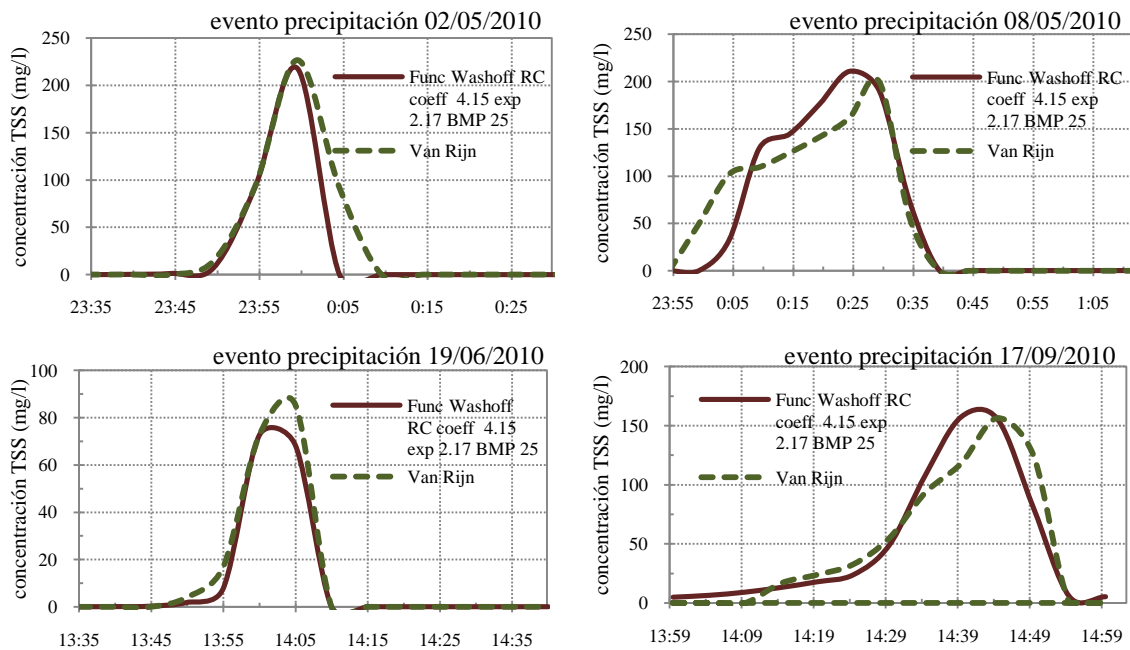 evento precipitación 02/05/2010
concentración TSS (mg/l)
250
200
150
100
50
0
23:35 23:45 23:55 0:05 0:15 0:25
Func Washoff RC
coeff 4.15 exp
2.17 BMP 25
Van Rijn
evento precipitación 08/05/2010
concentración TSS (mg/l)
250
200
150
100
50
0
23:55 0:05 0:15 0:25 0:35 0:45 0:55 1:05
Func Washoff RC
coeff 4.15 exp
2.17 BMP 25
Van Rijn
evento precipitación 19/06/2010
concentración TSS (mg/l)
100
80
60
40
20
0
13:35 13:45 13:55 14:05 14:15 14:25 14:35
Func Washoff
RC coeff 4.15
exp 2.17 BMP 25
Van Rijn
evento precipitación 17/09/2010
concentración TSS (mg/l)
200
150
100
50
0
13:59 14:09 14:19 14:29 14:39 14:49 14:59
Func Washoff RC
coeff 4.15 exp
2.17 BMP 25
Van Rijn